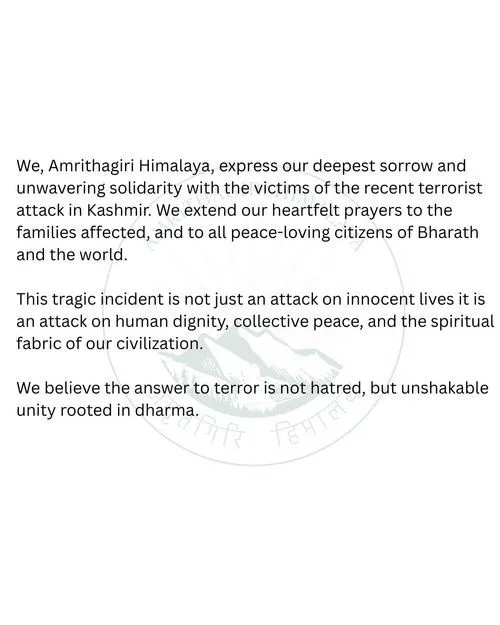 We, Amrithagiri Himalaya, express our deepest sorrow and
unwavering solidarity with the victims of the recent terrorist
attack in Kashmir. We extend our heartfelt prayers to the
families affected, and to all peace-loving citizens of Bharath
and the world.
This tragic incident is not just an attack on innocent lives it is
an attack on human dignity, collective peace, and the spiritual
fabric of our civilization.
We believe the answer to terror is not hatred, but unshakable
unity rooted in dharma.